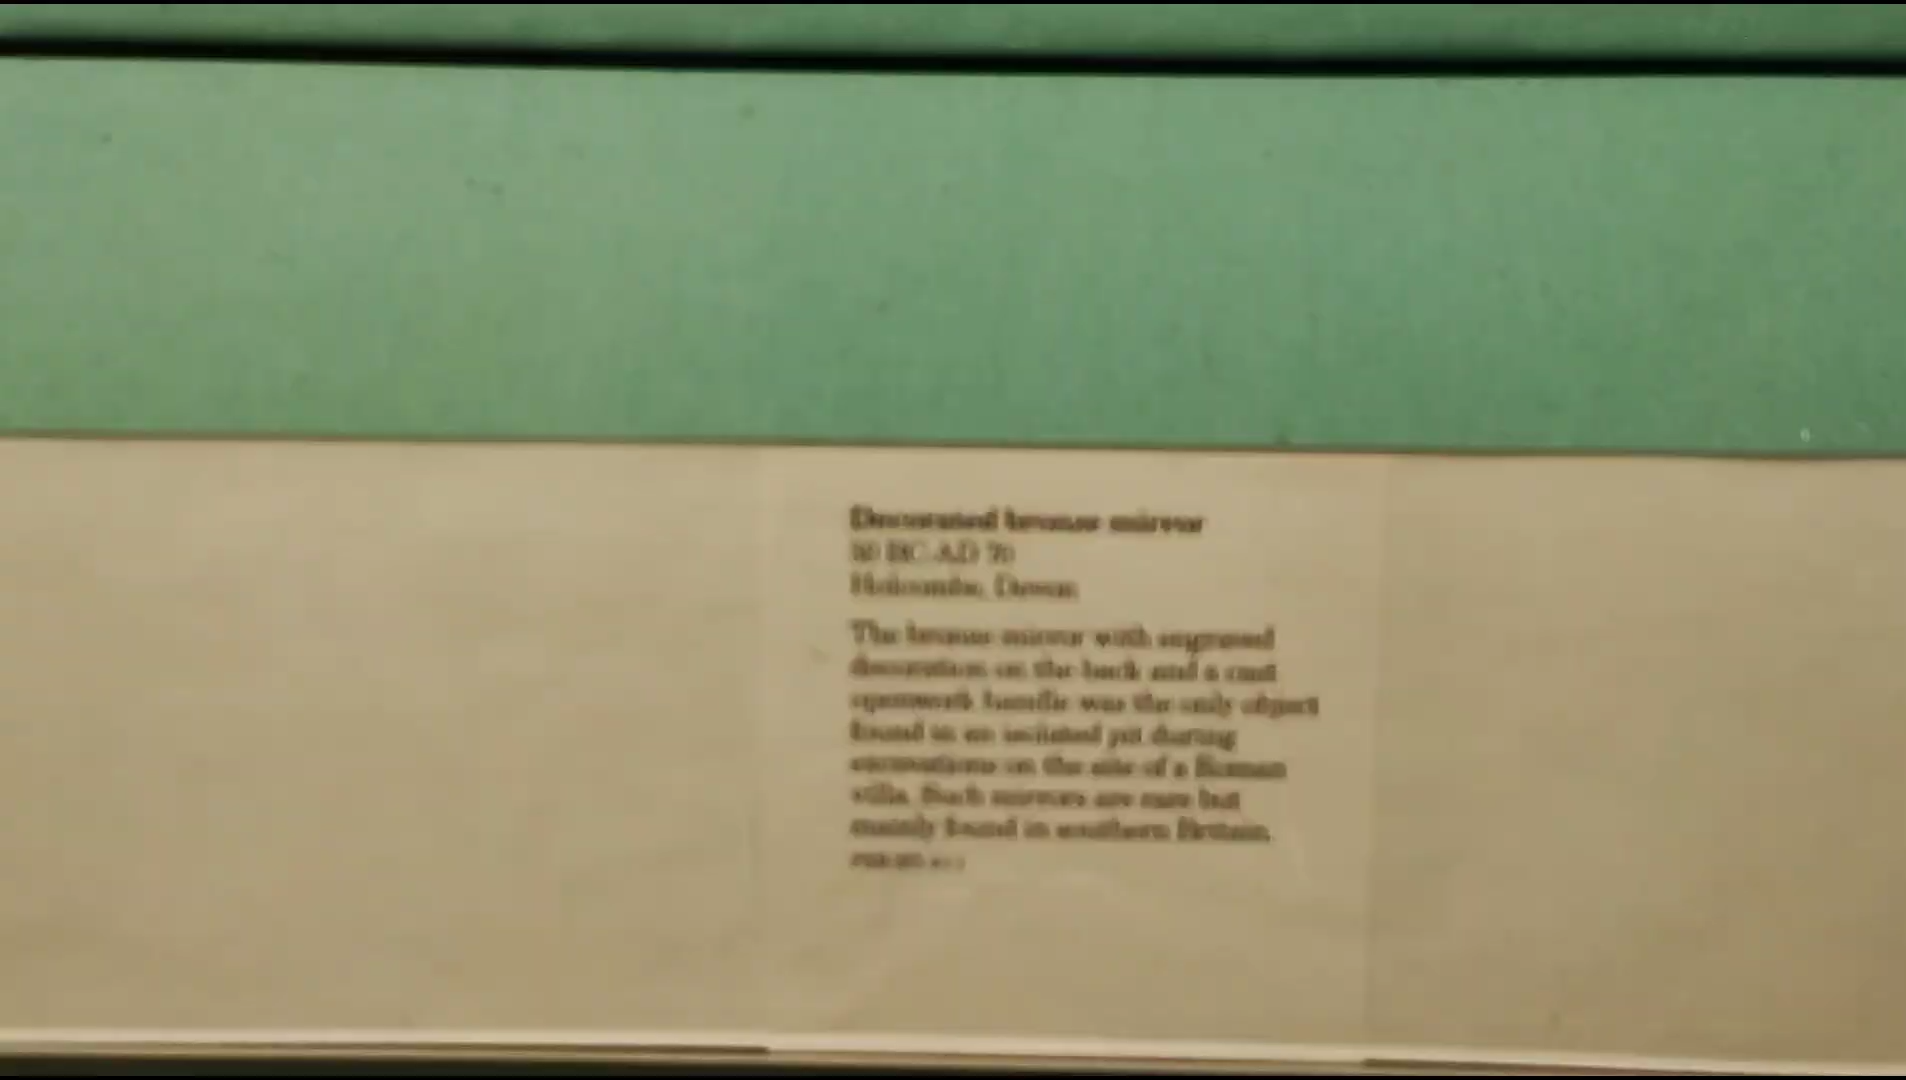 Decorated bronze mirror
BC-AD 70
Holcombe, Devon
The bronze mirror with engraved
decoration on the back and a cast
openwork handle was the only object
found in an isolated pit during
excavations on the site of a Roman
villa. Such mirrors are rare but
mainly found in southern Britain.